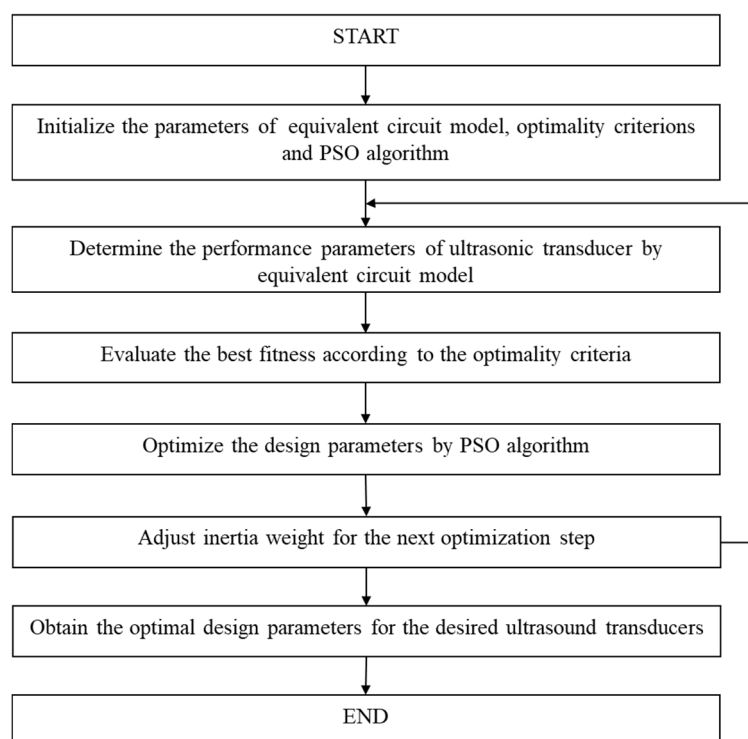 START
Initialize the parameters of equivalent circuit model, optimality criterions
and PSO algorithm
Determine the performance parameters of ultrasonic transducer by
equivalent circuit model
Evaluate the best fitness according to the optimality criteria
Optimize the design parameters by PSO algorithm
Adjust inertia weight for the next optimization step
Obtain the optimal design parameters for the desired ultrasound transducers
END